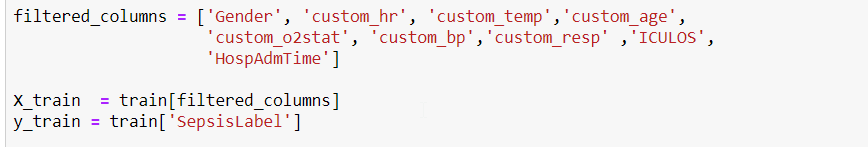 filtered_columns = ['Gender', 'custom_hr', 'custom_temp','custom_age',
'custom_o2stat', 'custom_bp','custom_resp' ,'ICULOS',
'HospAdmTime']
X_train  = train[filtered_columns]
y_train = train['SepsisLabel']